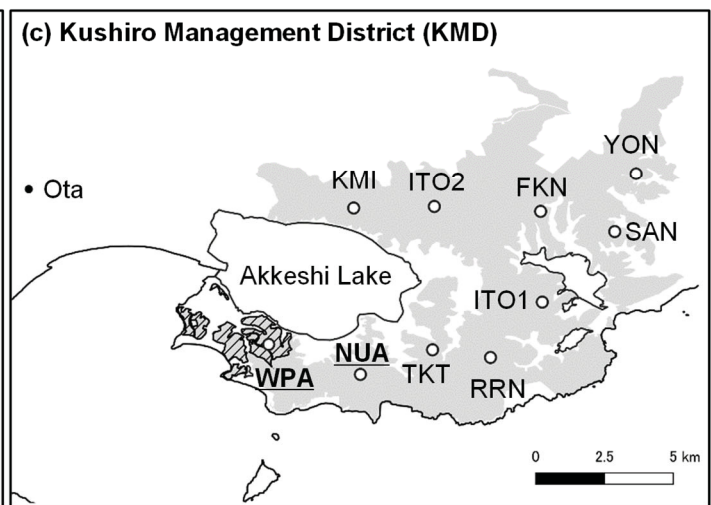 (c) Kushiro Management District (KMD)
YON
Ota
KMI
ITO2
FKN
SAN
Akkeshi Lake
ITO1
NUA
WPA
TKT
RRN
0 2.5 5 km